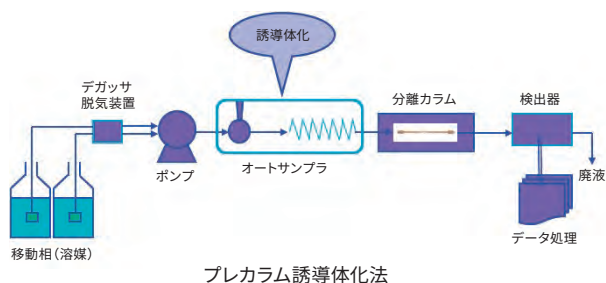 誘導体化
デガッサ
脱気装置
ポンプ
オートサンプラ
分離カラム
検出器
廃液
データ処理
移動相(溶媒)
プレカラム誘導体化法